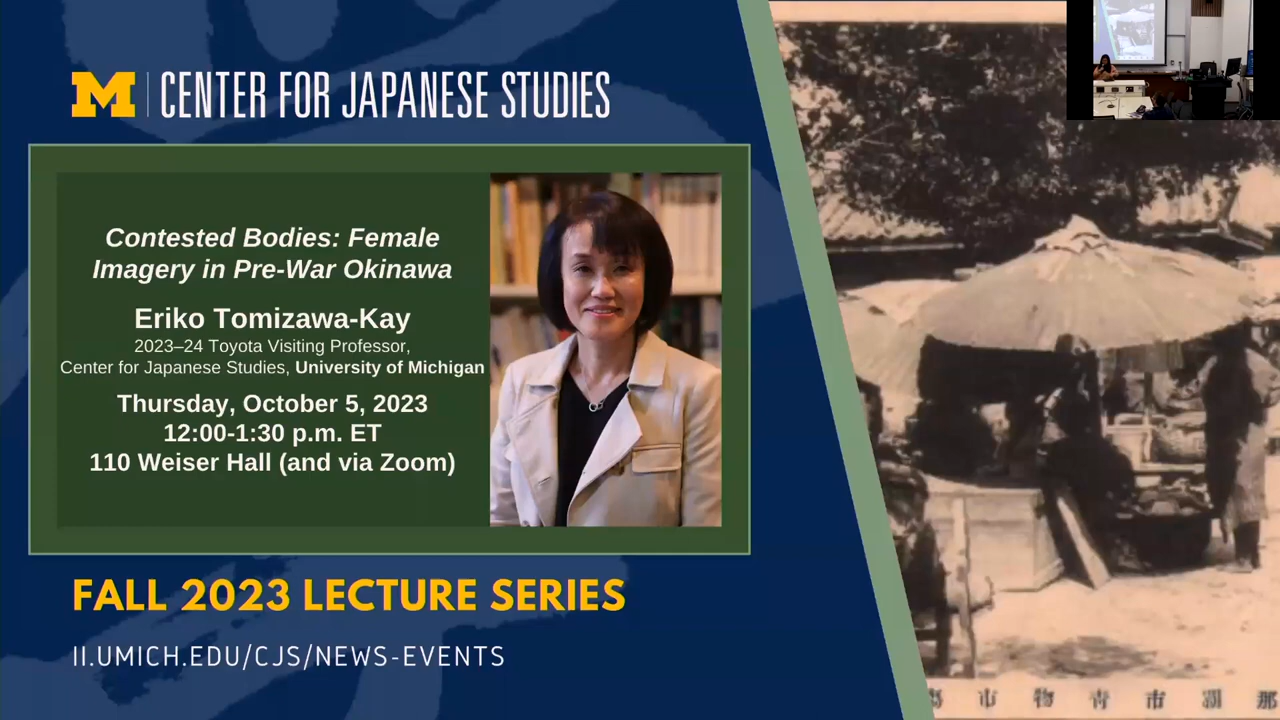 M CENTER FOR JAPANESE STUDIES
Contested Bodies: Female
Imagery in Pre-War Okinawa
Eriko Tomizawa-Kay
2023–24 Toyota Visiting Professor,
Center for Japanese Studies, University of Michigan
Thursday, October 5, 2023
12:00-1:30 p.m. ET
110 Weiser Hall (and via Zoom)
FALL 2023 LECTURE SERIES
II.UMICH.EDU/CJS/NEWS-EVENTS
場市物青市覇那